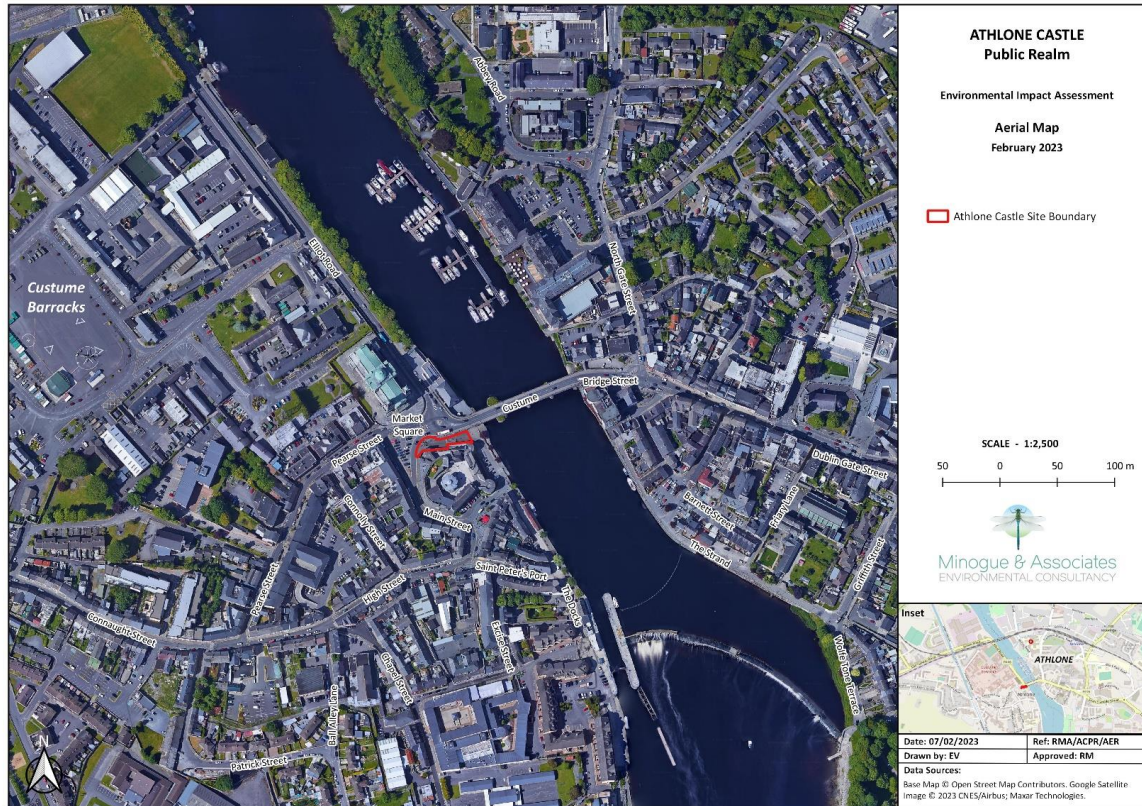 ATHLONE CASTLE
Public Realm
Environmental Impact Assessment
Aerial Map
February 2023
Athlone Castle Site Boundary
SCALE - 1:2,500
50 0 50 100 m
Minogue & Associates
ENVIRONMENTAL CONSULTANCY
Inset
ATHLONE
Date: 07/02/2023
Ref: RMA/ACPR/AER
Drawn by: EV
Approved: RM
Data Sources:
Base Map © Open Street Map Contributors. Google Satellite
Image © 2023 CNES/Airbus; Maxar Technologies.
Abbey Road
Elliot Road
North Gate Street
Custume
Barracks
Bridge Street
Custume
Market
Square
Pearse Street
Dublin Gate Street
Connolly Street
Main Street
Barnett Street
Friary Lane
The Strand
Griffith Street
Saint Peter's Port
High Street
Pearse Street
The Docks
Excise Street
Connaught Street
Chapel Street
Wolfe Tone Terrace
Ball Alley Lane
Patrick Street
N